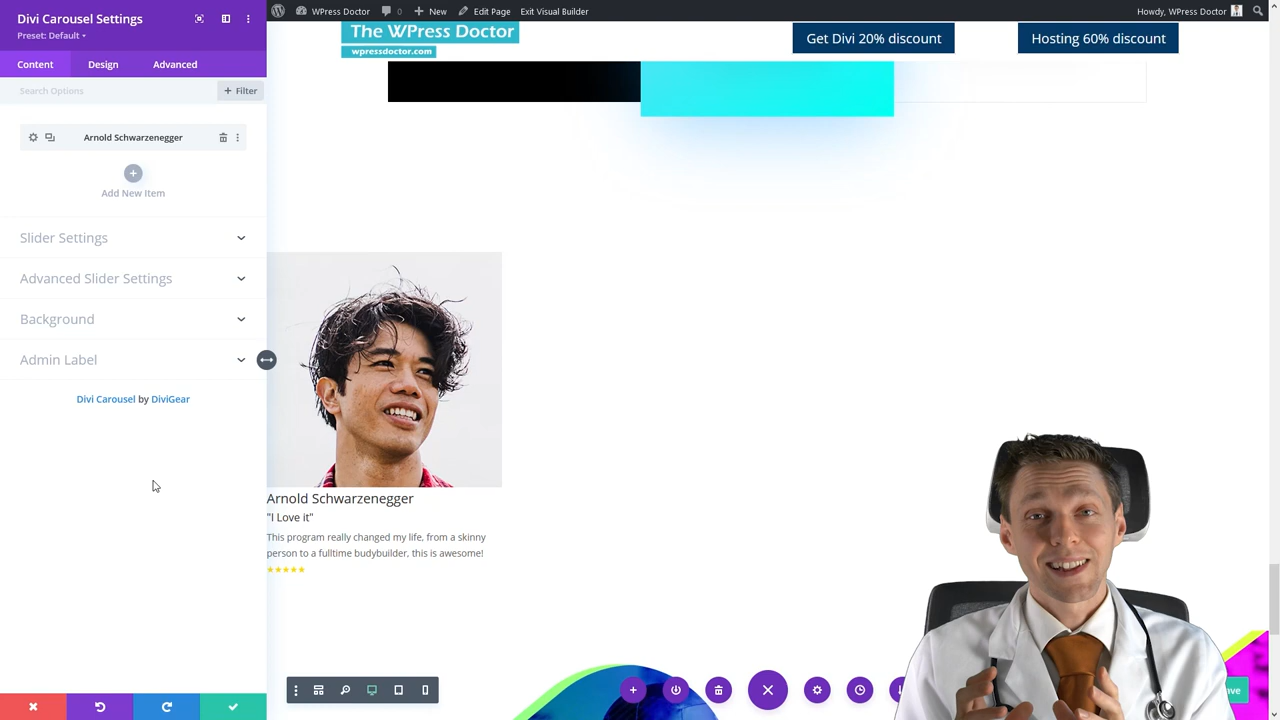 Divi Carousel Settings
Preset: Default
Content
Design
Advanced
Search Options
+ Filter
Arnold Schwarzenegger
Add New Item
Slider Settings
Advanced Slider Settings
Background
Admin Label
Divi Carousel by DiviGear
WPress Doctor
0
+ New
Edit Page
Exit Visual Builder
Howdy, WPress Doctor
The WPress Doctor
wpressdoctor.com
Get Divi 20% discount
Hosting 60% discount
Arnold Schwarzenegger
"I Love it"
This program really changed my life, from a skinny
person to a fulltime budybuilder, this is awesome!
★★★★★